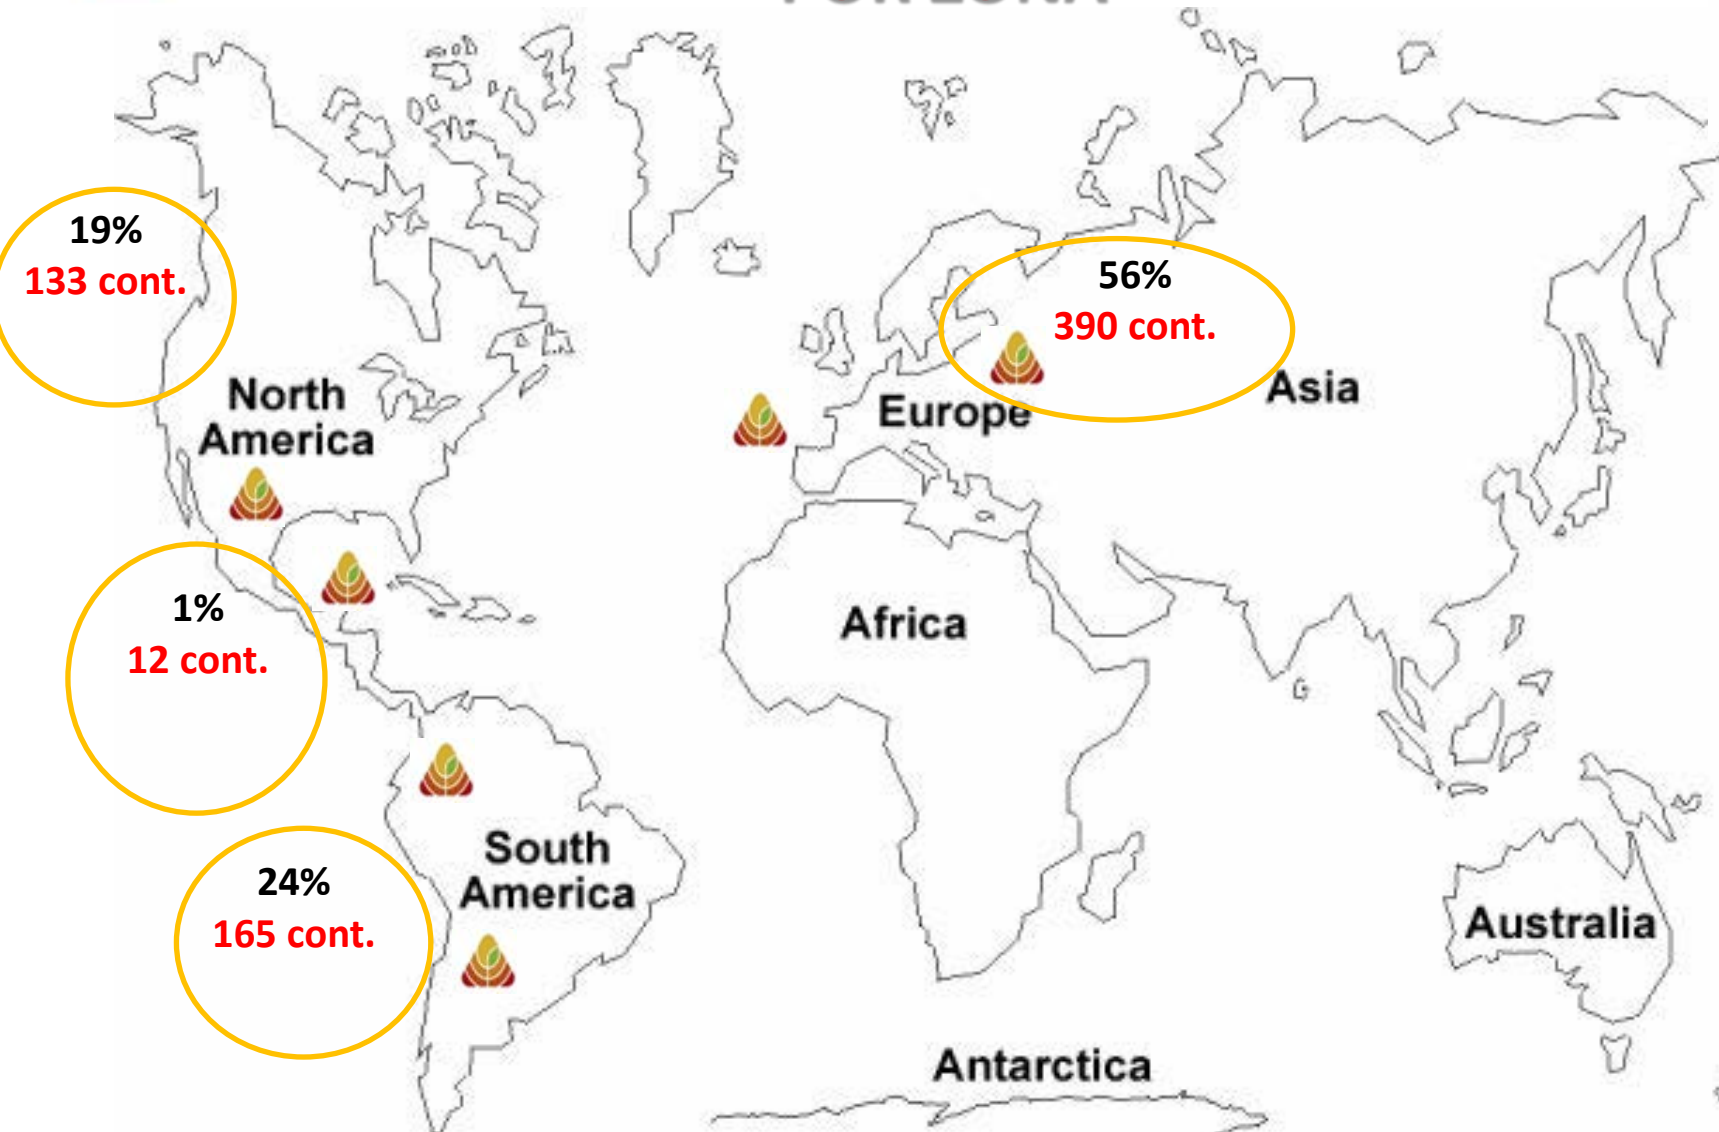 19%
133 cont.
56%
390 cont.
North
America
Europe
Asia
1%
12 cont.
Africa
South
America
24%
165 cont.
Australia
Antarctica